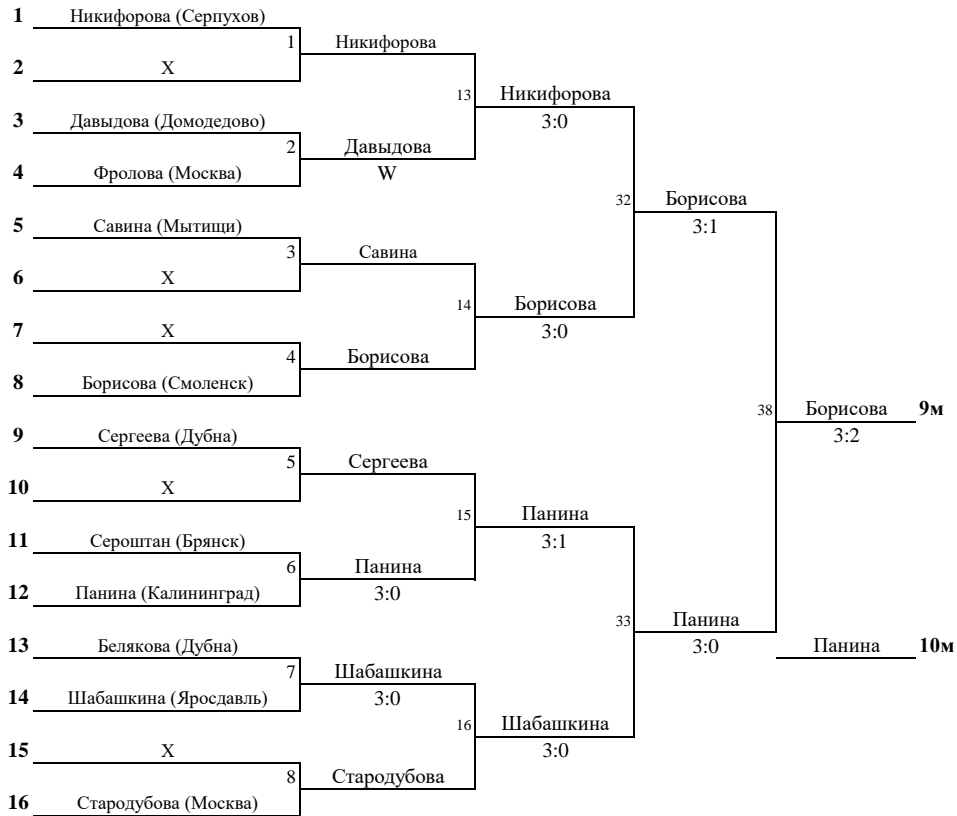 1 Никифорова (Серпухов)
1 Никифорова
2 X
13 Никифорова
3:0
3 Давыдова (Домодедово)
2 Давыдова
W
4 Фролова (Москва)
32 Борисова
3:1
5 Савина (Мытищи)
3 Савина
6 X
14 Борисова
3:0
7 X
4 Борисова
8 Борисова (Смоленск)
38 Борисова 9м
3:2
9 Сергеева (Дубна)
5 Сергеева
10 X
15 Панина
3:1
11 Сероштан (Брянск)
6 Панина
3:0
12 Панина (Калининград)
33 Панина
3:0
13 Белякова (Дубна)
Панина 10м
7 Шабашкина
3:0
14 Шабашкина (Яросдавль)
16 Шабашкина
3:0
15 X
8 Стародубова
16 Стародубова (Москва)